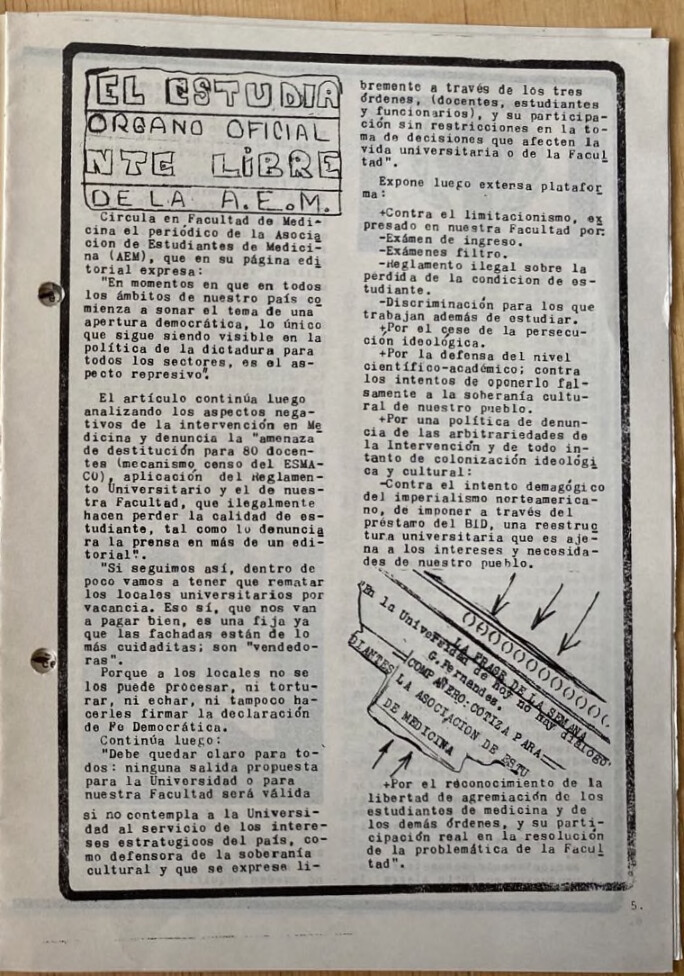 EL ESTUDIA
ORGANO OFICIAL
NTE LIBRE
DE LA A.E.M.
Circula en Facultad de Medi-
cina el periódico de la Asocia
cion de Estudiantes de Medici-
na (AEM), que en su página edi
torial expresa:
"En momentos en que en todos
los ámbitos de nuestro país co
mienza a sonar el tema de una
apertura democrática, lo único
que sigue siendo visible en la
política de la dictadura para
todos los sectores, es el as-
pecto represivo".
El artículo continúa luego
analizando los aspectos nega-
tivos de la intervención en Me
dicina y denuncia la "amenaza
de destitución para 80 docen-
tes (mecanismo censo del ESMA-
CO), aplicación del Reglamen-
to Universitario y el de nues-
tra Facultad, que ilegalmente
hacen perder la calidad de es-
tudiante, tal como lo denuncia
ra la prensa en más de un edi-
torial".
"Si seguimos así, dentro de
poco vamos a tener que rematar
los locales universitarios por
vacancia. Eso sí, que nos van
a pagar bien, es una fija ya
que las fachadas están de lo
más cuidaditas; son "vendedo-
ras".
Porque a los locales no se
los puede procesar, ni tortu-
rar, ni echar, ni tampoco ha-
cerles firmar la declaración
de Fe Democrática.
Continúa luego:
"Debe quedar claro para to-
dos: ninguna salida propuesta
para la Universidad o para
nuestra Facultad será válida
si no contempla a la Universi-
dad al servicio de los intere-
ses estratugicos del país, co-
mo defensora de la soberanía
cultural y que se exprese li-
bremente a través de los tres
órdenes, (docentes, estudiantes
y funcionarios), y su participa-
ción sin restricciones en la to-
ma de decisiones que afecten la
vida universitaria o de la Facul
tad".
Expone luego extensa platafor
ma:
+Contra el limitacionismo, ex
presado en nuestra Facultad por:
-Exámen de ingreso.
-Exámenes filtro.
-Reglamento ilegal sobre la
pérdida de la condicion de es-
tudiante.
-Discriminación para los que
trabajan además de estudiar.
+Por el cese de la persecu-
ción ideológica.
+Por la defensa del nivel
científico-académico; contra
los intentos de oponerlo fal-
samente a la soberanía cultu-
ral de nuestro pueblo.
+Por una política de denun-
cia de las arbitrariedades de
la Intervención y de todo in-
tanto de colonización ideológi
ca y cultural:
-Contra el intento demagógico
del imperialismo norteamerica-
no, de imponer a través del
préstamo del BID, una reestruc
tura universitaria que es aje-
na a los intereses y necesida-
des de nuestro pueblo.
LA FRASE DE LA SEMANA
En la Universidad de hoy no hay diálogo
G. Fernandes.
—¡COMPAÑERO: COTIZA PARA—
LA ASOCIACION DE ESTU
DIANTES
DE MEDICINA
+Por el réconocimiento de la
libertad de agremiación de los
estudiantes de medicina y de
los demás órdenes, y su parti-
cipación real en la resolución
de la problemática de la Facul
tad".
5.